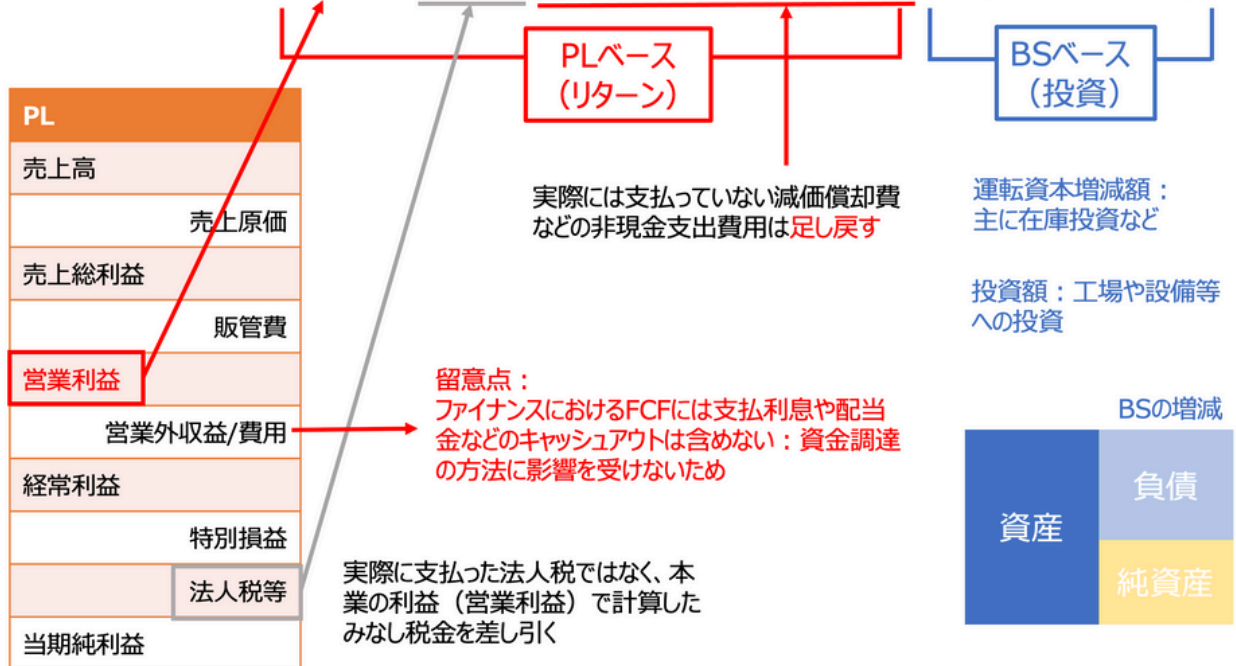 PLベース
（リターン）
BSベース
（投資）
PL
売上高
売上原価
売上総利益
販管費
営業利益
営業外収益/費用
経常利益
特別損益
法人税等
当期純利益
実際には支払っていない減価償却費
などの非現金支出費用は足し戻す
運転資本増減額：
主に在庫投資など
投資額：工場や設備等
への投資
留意点：
ファイナンスにおけるFCFには支払利息や配当
金などのキャッシュアウトは含めない：資金調達
の方法に影響を受けないため
実際に支払った法人税ではなく、本
業の利益（営業利益）で計算した
みなし税金を差し引く
BSの増減
資産
負債
純資産